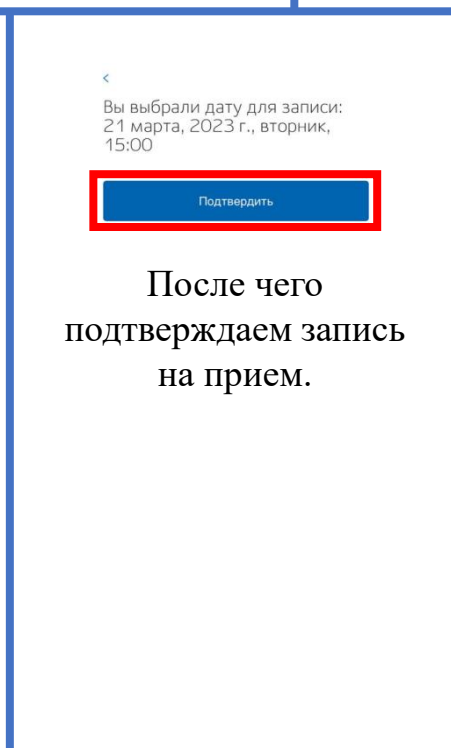 <
Вы выбрали дату для записи:
21 марта, 2023 г., вторник,
15:00
Подтвердить
После чего
подтверждаем запись
на прием.